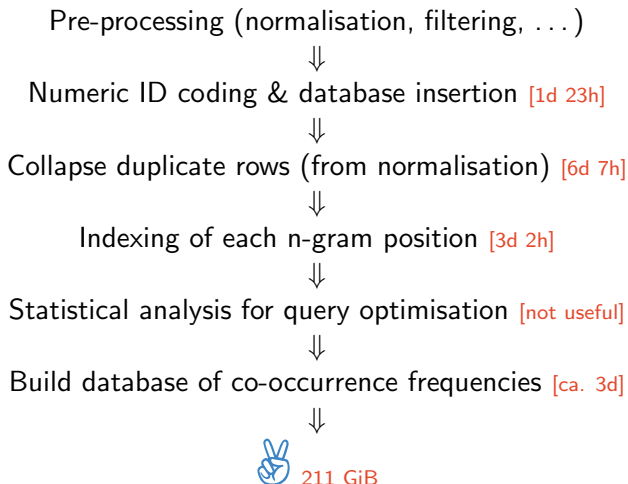 Pre-processing (normalisation, filtering, . . . )
⇓
Numeric ID coding & database insertion [1d 23h]
⇓
Collapse duplicate rows (from normalisation) [6d 7h]
⇓
Indexing of each n-gram position [3d 2h]
⇓
Statistical analysis for query optimisation [not useful]
⇓
Build database of co-occurrence frequencies [ca. 3d]
⇓
✌ 211 GiB